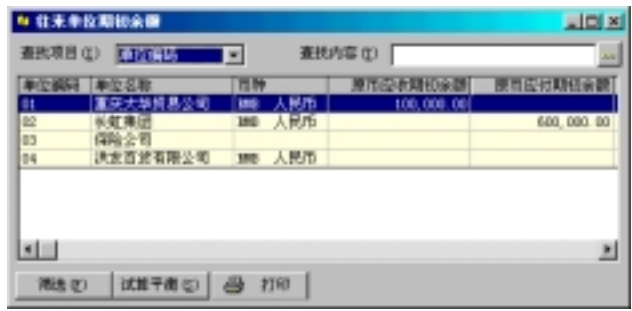 往来单位期初余额
查找项目(I) 单位编码 查找内容(T)
单位编码 单位名称 币种 原币应收期初余额 原币应付期初余额
01 重庆大华贸易公司 RMB 人民币 100,000.00
02 长虹集团 RMB 人民币 600,000.00
03 保险公司
04 洪友百货有限公司 RMB 人民币
筛选(F) 试算平衡(C) 打印